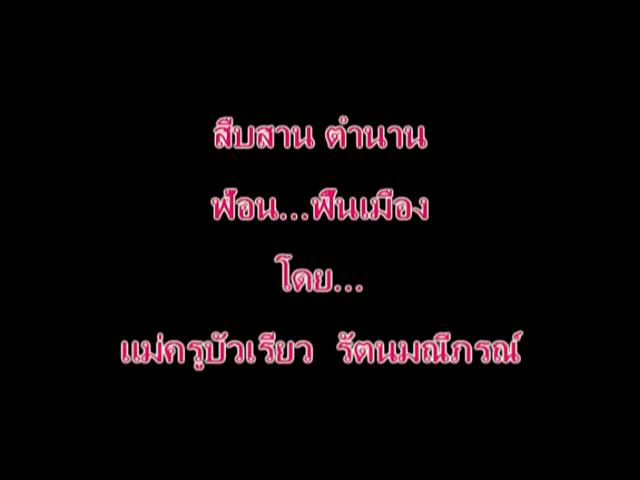 สืบสาน ตำนาน
ฟ้อน...พื้นเมือง
โดย...
แม่ครูบัวเรียว รัตนมณีภรณ์